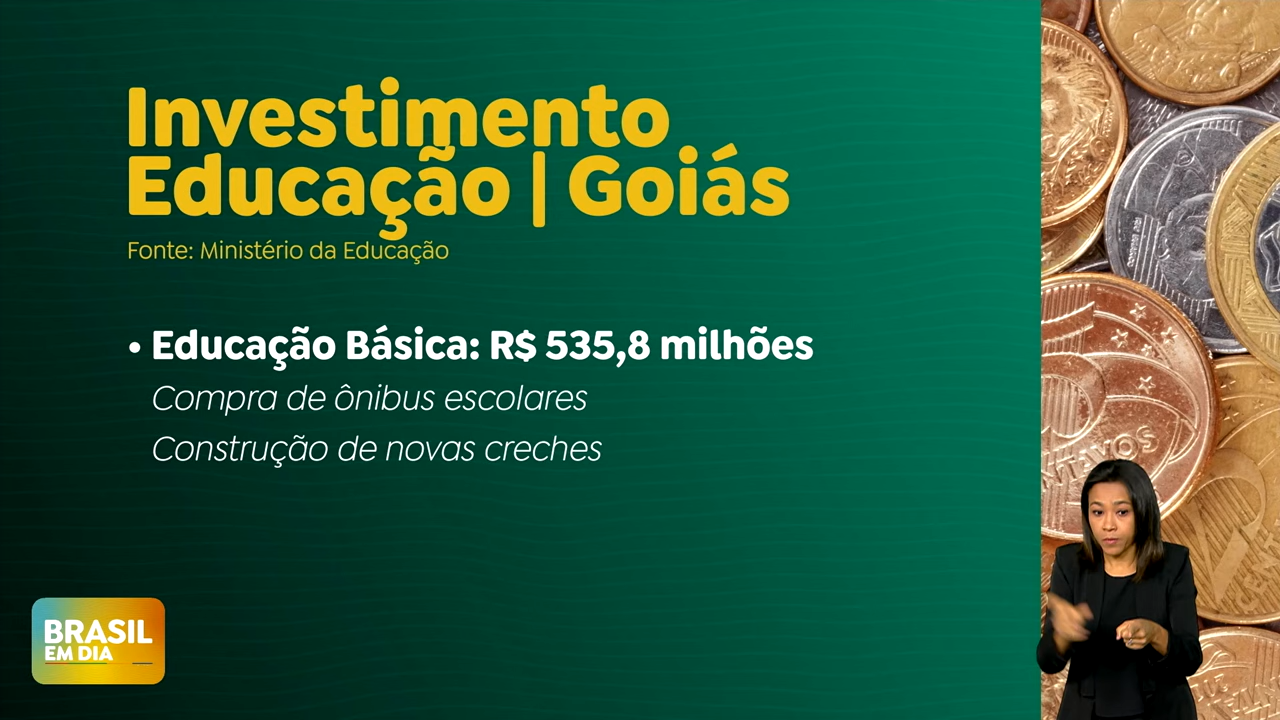 Investimento
Educação | Goiás
Fonte: Ministério da Educação
• Educação Básica: R$ 535,8 milhões
Compra de ônibus escolares
Construção de novas creches
NTAVOS
BRASIL
EM DIA